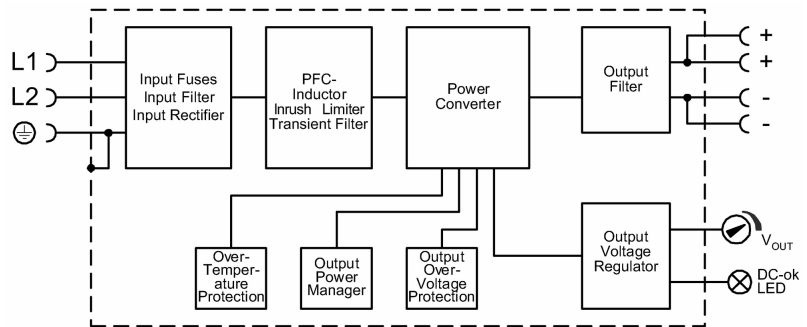 L1
L2
Input Fuses
Input Filter
Input Rectifier
PFC-
Inductor
Inrush Limiter
Transient Filter
Power
Converter
Output
Filter
+
+
-
-
Over-
Temper-
ature
Protection
Output
Power
Manager
Output
Over-
Voltage
Protection
Output
Voltage
Regulator
VOUT
DC-ok
LED